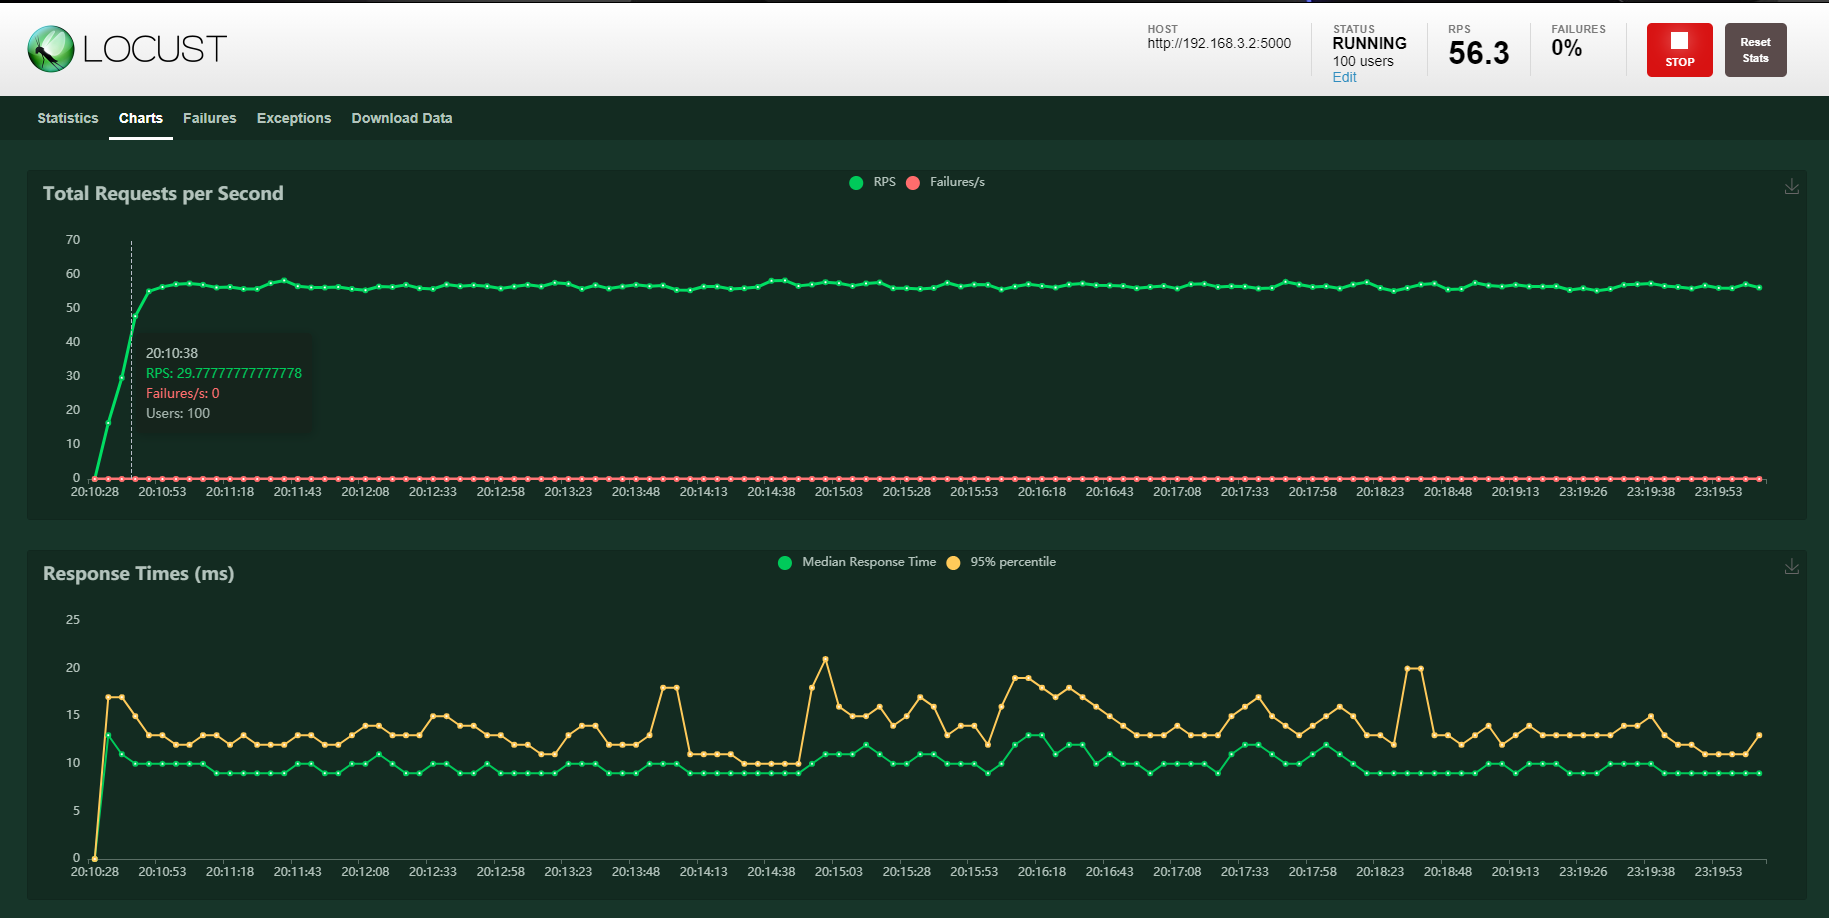 LOCUST
HOST
http://192.168.3.2:5000
STATUS
RUNNING
100 users
Edit
RPS
56.3
FAILURES
0%
STOP
Reset
Stats
Statistics Charts Failures Exceptions Download Data
Total Requests per Second
RPS Failures/s
70
60
50
40
30
20
10
0
20:10:38
RPS: 29.77777777777778
Failures/s: 0
Users: 100
20:10:28 20:10:53 20:11:18 20:11:43 20:12:08 20:12:33 20:12:58 20:13:23 20:13:48 20:14:13 20:14:38 20:15:03 20:15:28 20:15:53 20:16:18 20:16:43 20:17:08 20:17:33 20:17:58 20:18:23 20:18:48 20:19:13 23:19:26 23:19:38 23:19:53
Response Times (ms)
Median Response Time 95% percentile
25
20
15
10
5
0
20:10:28 20:10:53 20:11:18 20:11:43 20:12:08 20:12:33 20:12:58 20:13:23 20:13:48 20:14:13 20:14:38 20:15:03 20:15:28 20:15:53 20:16:18 20:16:43 20:17:08 20:17:33 20:17:58 20:18:23 20:18:48 20:19:13 23:19:26 23:19:38 23:19:53